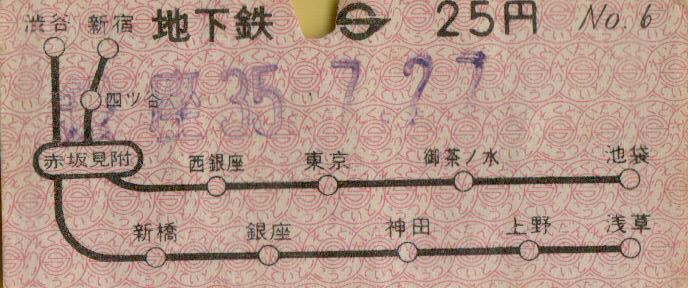 渋谷 新宿 地下鉄 25円 No.6
銀座 35.7.27
四ツ谷
赤坂見附 西銀座 東京 御茶ノ水 池袋
新橋 銀座 神田 上野 浅草